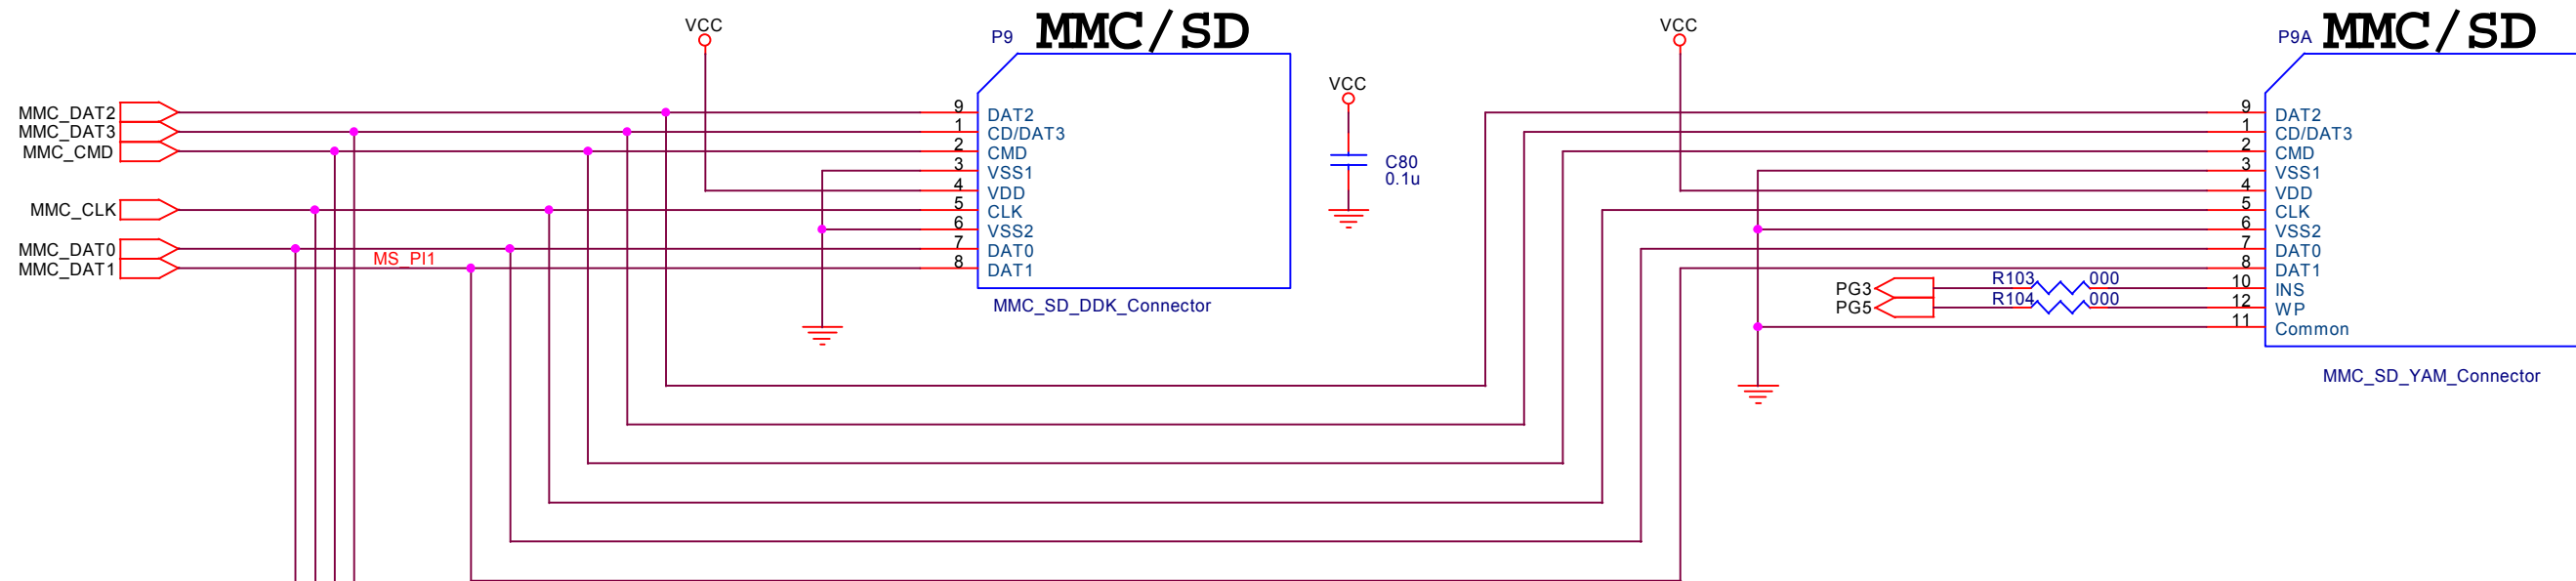 VCC
P9 MMC/SD
VCC
P9A MMC/SD
VCC
MMC_DAT2
MMC_DAT3
MMC_CMD
MMC_CLK
MMC_DAT0
MMC_DAT1
MS_PI1
9 DAT2
1 CD/DAT3
2 CMD
3 VSS1
4 VDD
5 CLK
6 VSS2
7 DAT0
8 DAT1
MMC_SD_DDK_Connector
C80
0.1u
9 DAT2
1 CD/DAT3
2 CMD
3 VSS1
4 VDD
5 CLK
6 VSS2
7 DAT0
8 DAT1
PG3 R103 000 10 INS
PG5 R104 000 12 WP
11 Common
MMC_SD_YAM_Connector